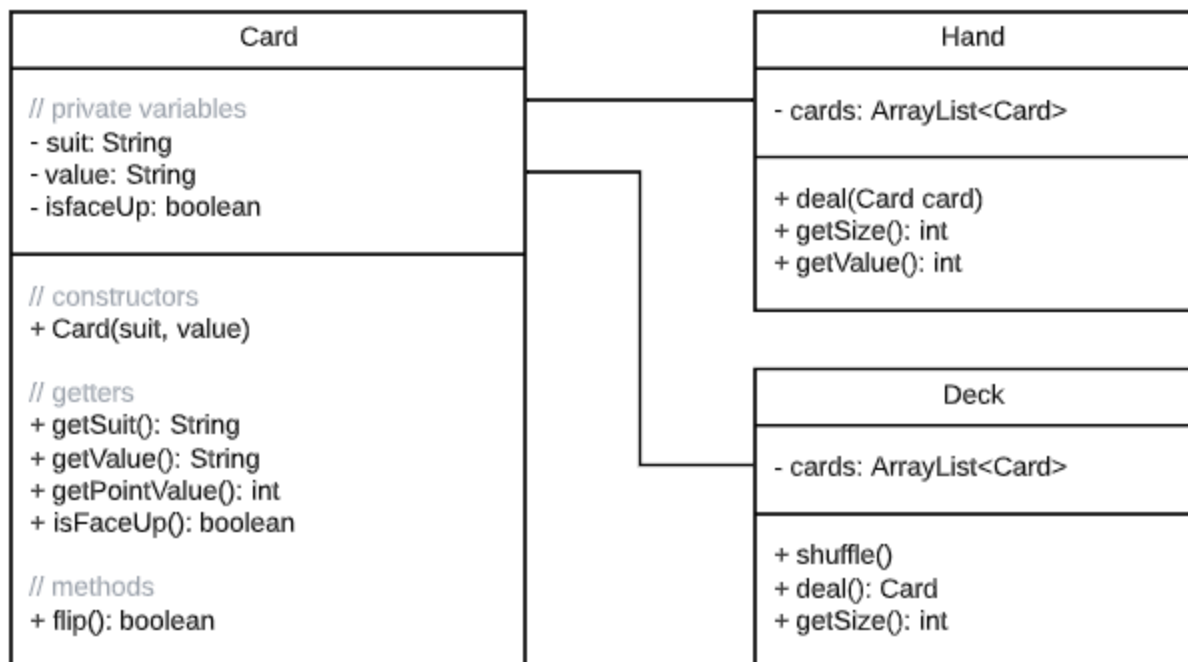 Card
// private variables
- suit: String
- value: String
- isfaceUp: boolean
// constructors
+ Card(suit, value)
// getters
+ getSuit(): String
+ getValue(): String
+ getPointValue(): int
+ isFaceUp(): boolean
// methods
+ flip(): boolean
Hand
- cards: ArrayList<Card>
+ deal(Card card)
+ getSize(): int
+ getValue(): int
Deck
- cards: ArrayList<Card>
+ shuffle()
+ deal(): Card
+ getSize(): int